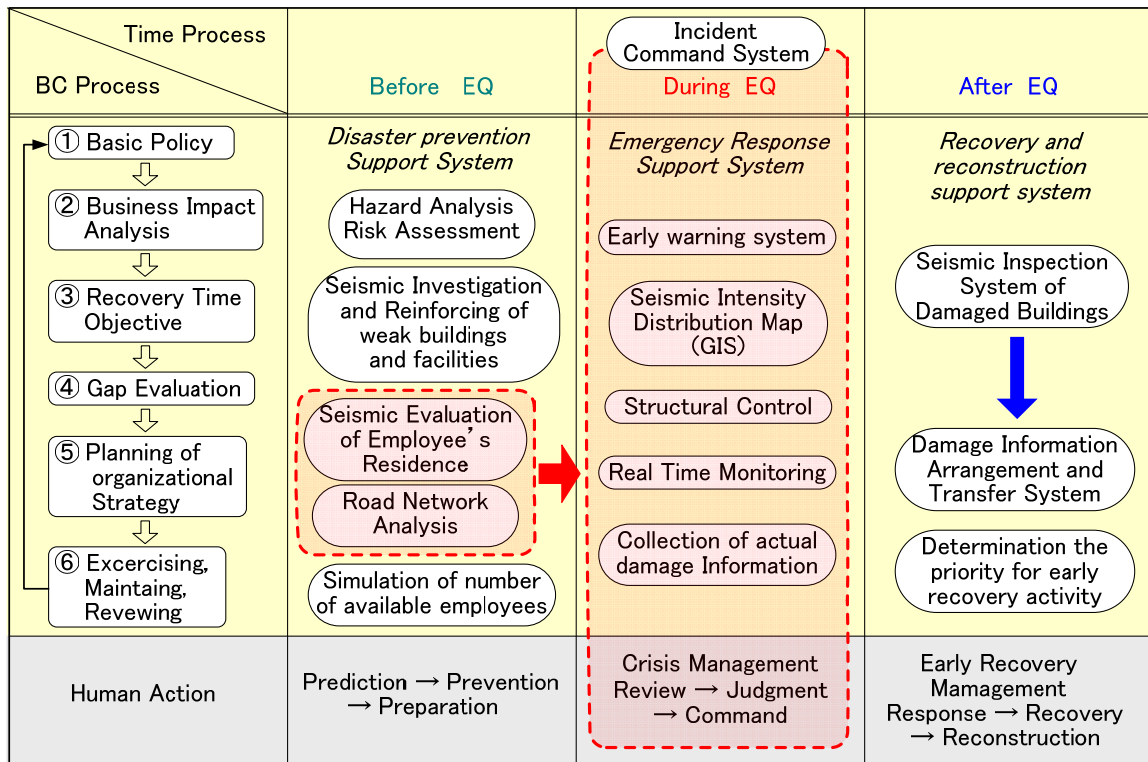 Time Process
BC Process
Before EQ
Incident
Command System
During EQ
After EQ
① Basic Policy
② Business Impact
Analysis
③ Recovery Time
Objective
④ Gap Evaluation
⑤ Planning of
organizational
Strategy
⑥ Excercising,
Maintaing,
Revewing
Disaster prevention
Support System
Hazard Analysis
Risk Assessment
Seismic Investigation
and Reinforcing of
weak buildings
and facilities
Seismic Evaluation
of Employee's
Residence
Road Network
Analysis
Simulation of number
of available employees
Emergency Response
Support System
Early warning system
Seismic Intensity
Distribution Map
(GIS)
Structural Control
Real Time Monitoring
Collection of actual
damage Information
Recovery and
reconstruction
support system
Seismic Inspection
System of
Damaged Buildings
Damage Information
Arrangement and
Transfer System
Determination the
priority for early
recovery activity
Human Action
Prediction → Prevention
→ Preparation
Crisis Management
Review → Judgment
→ Command
Early Recovery
Mamagement
Response → Recovery
→ Reconstruction